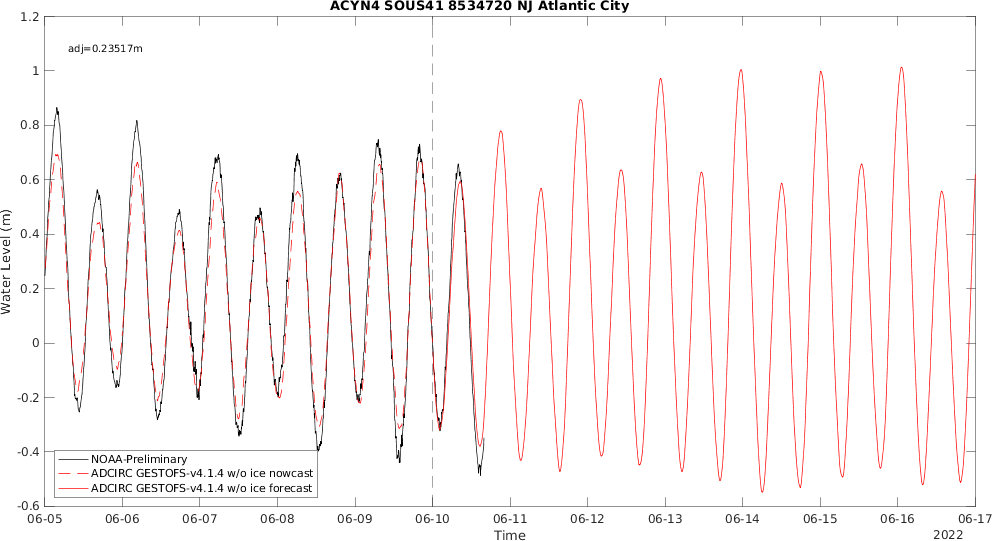 ACYN4 SOUS41 8534720 NJ Atlantic City
adj=0.23517m
Water Level (m)
1.2
1
0.8
0.6
0.4
0.2
0
-0.2
-0.4
-0.6
NOAA-Preliminary
ADCIRC GESTOFS-v4.1.4 w/o ice nowcast
ADCIRC GESTOFS-v4.1.4 w/o ice forecast
06-05 06-06 06-07 06-08 06-09 06-10 06-11 06-12 06-13 06-14 06-15 06-16 06-17
Time
2022